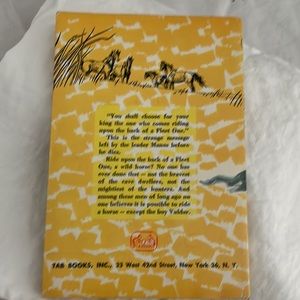 "You shall choose for your
king the one who comes riding
upon the back of a Fleet One."
This is the strange message
left by the leader Manoe before
he dies.
Ride upon the back of a Fleet
One, a wild horse? No one has
ever done that — not the bravest
of the cave dwellers, not the
mightiest of the hunters. And
among these men of long ago no
one believes it is possible to ride
a horse — except the boy Valdar.
TAB BOOKS, INC., 33 West 42nd Street, New York 36, N. Y.